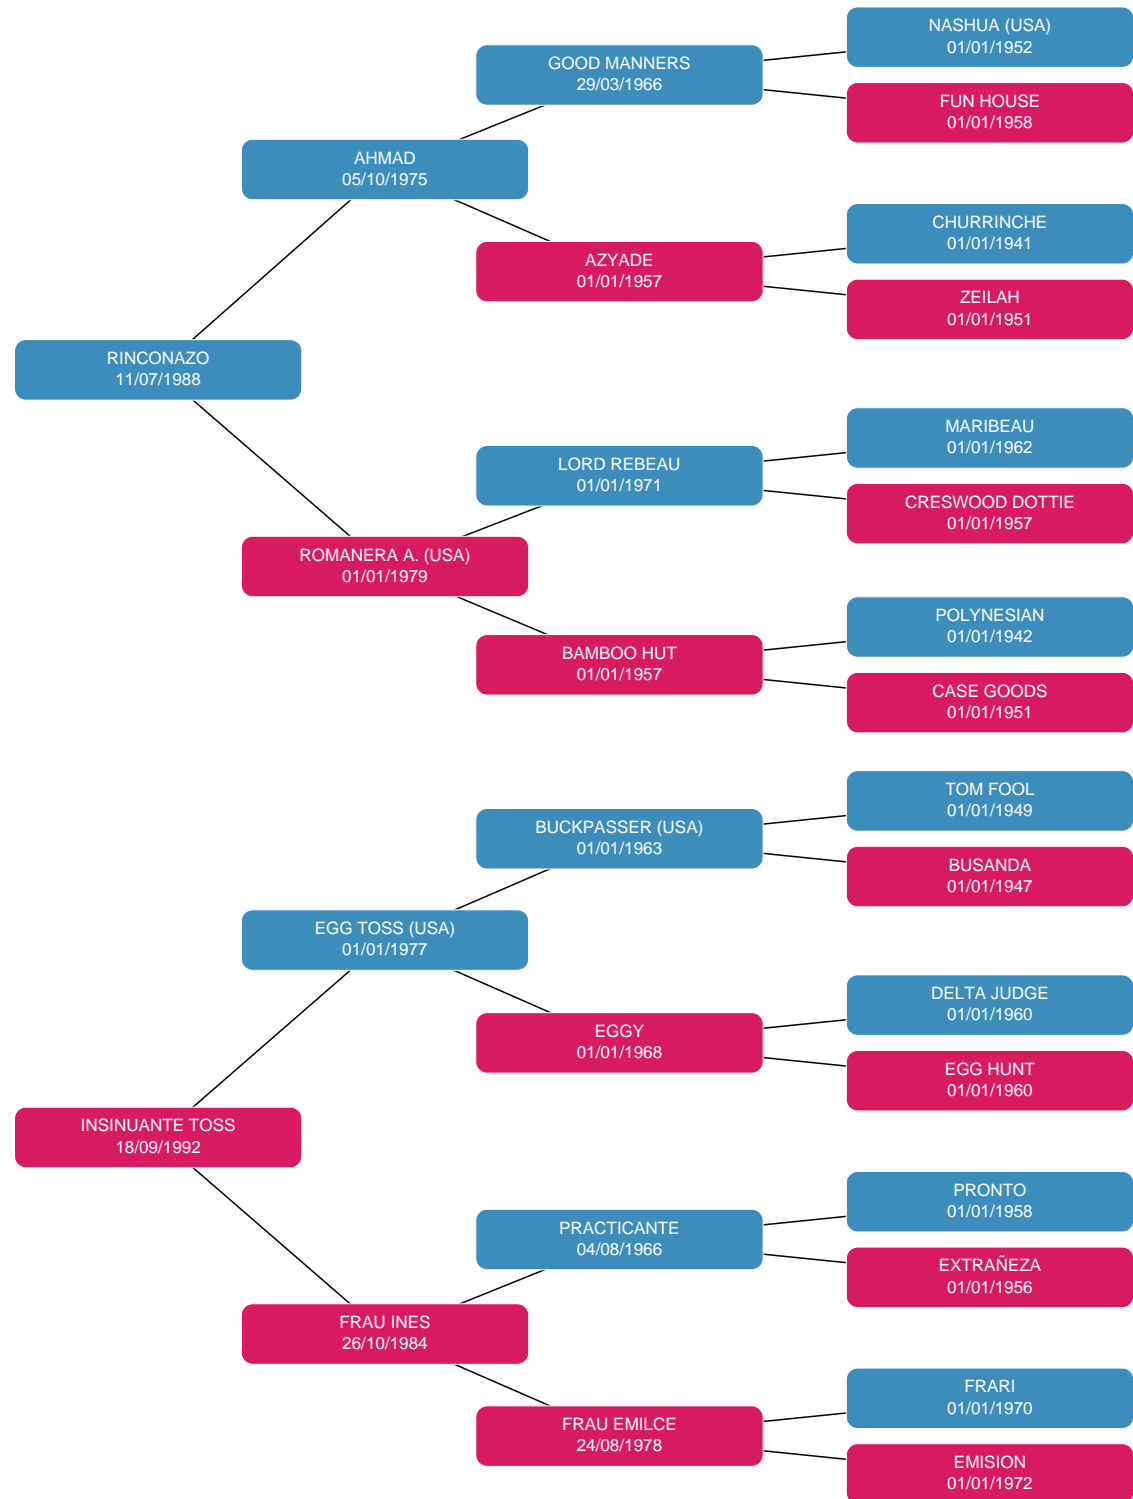 NASHUA (USA)
01/01/1952
GOOD MANNERS
29/03/1966
FUN HOUSE
01/01/1958
AHMAD
05/10/1975
CHURRINCHE
01/01/1941
AZYADE
01/01/1957
ZEILAH
01/01/1951
RINCONAZO
11/07/1988
MARIBEAU
01/01/1962
LORD REBEAU
01/01/1971
CRESWOOD DOTTIE
01/01/1957
ROMANERA A. (USA)
01/01/1979
POLYNESIAN
01/01/1942
BAMBOO HUT
01/01/1957
CASE GOODS
01/01/1951
TOM FOOL
01/01/1949
BUCKPASSER (USA)
01/01/1963
BUSANDA
01/01/1947
EGG TOSS (USA)
01/01/1977
DELTA JUDGE
01/01/1960
EGGY
01/01/1968
EGG HUNT
01/01/1960
INSINUANTE TOSS
18/09/1992
PRONTO
01/01/1958
PRACTICANTE
04/08/1966
EXTRAÑEZA
01/01/1956
FRAU INES
26/10/1984
FRARI
01/01/1970
FRAU EMILCE
24/08/1978
EMISION
01/01/1972